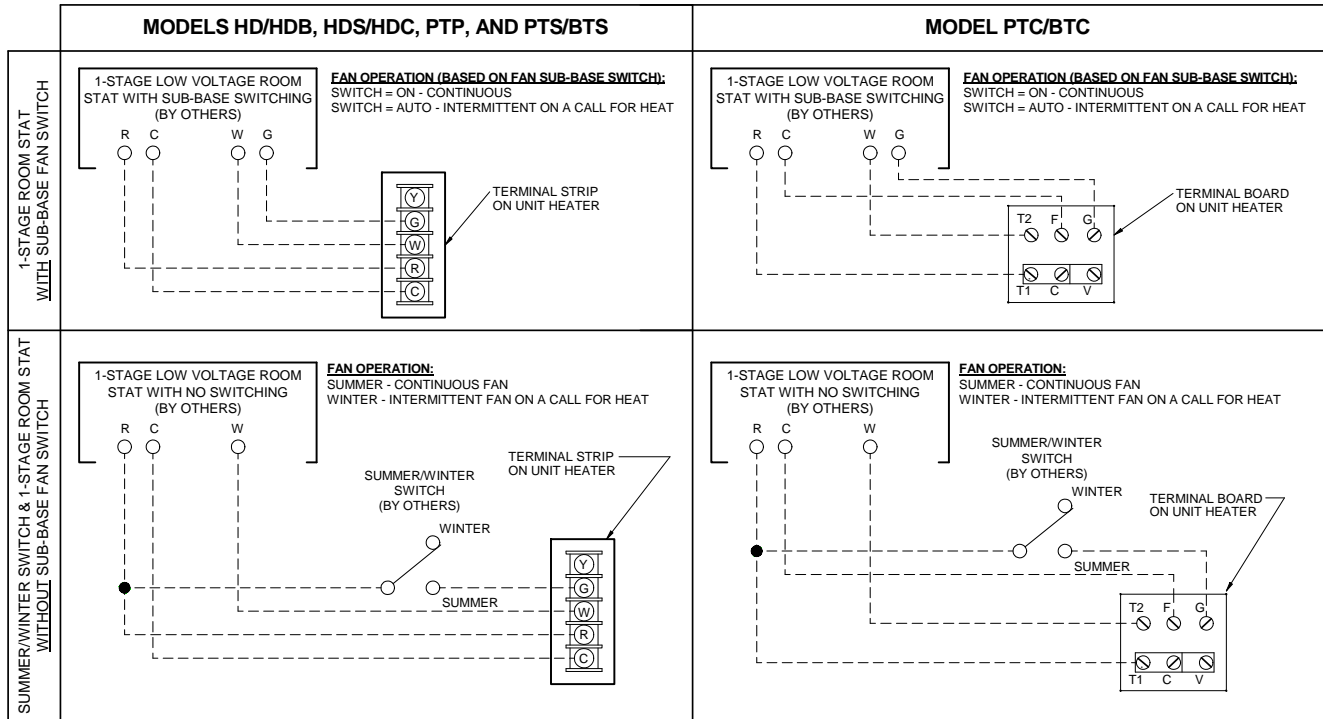 MODELS HD/HDB, HDS/HDC, PTP, AND PTS/BTS
MODEL PTC/BTC
1-STAGE ROOM STAT
WITH SUB-BASE FAN SWITCH
1-STAGE LOW VOLTAGE ROOM
STAT WITH SUB-BASE SWITCHING
(BY OTHERS)
R C W G
FAN OPERATION (BASED ON FAN SUB-BASE SWITCH):
SWITCH = ON - CONTINUOUS
SWITCH = AUTO - INTERMITTENT ON A CALL FOR HEAT
TERMINAL STRIP
ON UNIT HEATER
Y
G
W
R
C
1-STAGE LOW VOLTAGE ROOM
STAT WITH SUB-BASE SWITCHING
(BY OTHERS)
R C W G
FAN OPERATION (BASED ON FAN SUB-BASE SWITCH):
SWITCH = ON - CONTINUOUS
SWITCH = AUTO - INTERMITTENT ON A CALL FOR HEAT
TERMINAL BOARD
ON UNIT HEATER
T2 F G
T1 C V
SUMMER/WINTER SWITCH & 1-STAGE ROOM STAT
WITHOUT SUB-BASE FAN SWITCH
1-STAGE LOW VOLTAGE ROOM
STAT WITH NO SWITCHING
(BY OTHERS)
R C W
FAN OPERATION:
SUMMER - CONTINUOUS FAN
WINTER - INTERMITTENT FAN ON A CALL FOR HEAT
TERMINAL STRIP
ON UNIT HEATER
SUMMER/WINTER
SWITCH
(BY OTHERS)
WINTER
SUMMER
Y
G
W
R
C
1-STAGE LOW VOLTAGE ROOM
STAT WITH NO SWITCHING
(BY OTHERS)
R C W
FAN OPERATION:
SUMMER - CONTINUOUS FAN
WINTER - INTERMITTENT FAN ON A CALL FOR HEAT
SUMMER/WINTER
SWITCH
(BY OTHERS)
WINTER
SUMMER
TERMINAL BOARD
ON UNIT HEATER
T2 F G
T1 C V